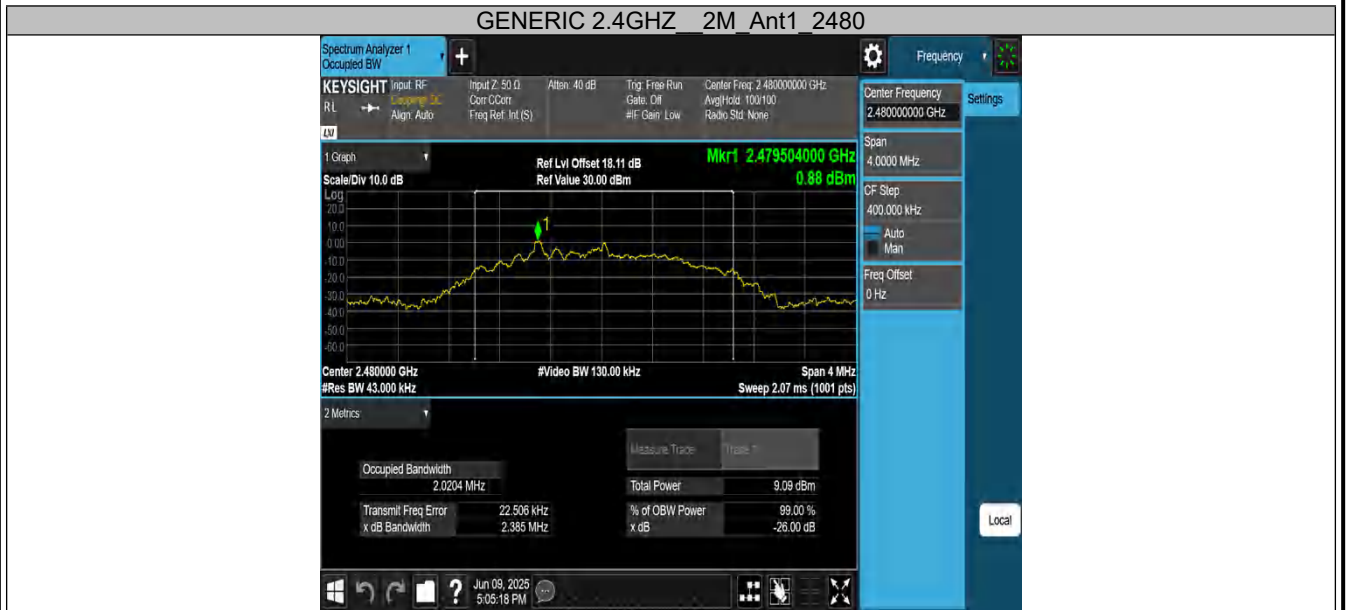 GENERIC 2.4GHZ__2M_Ant1_2480
Spectrum Analyzer 1
Occupied BW
+
Frequency
KEYSIGHT
RL
LXI
Input: RF
Coupling: DC
Align: Auto
Input Z: 50 Ω
Corr CCorr
Freq Ref: Int (S)
Atten: 40 dB
Trig: Free Run
Gate: Off
#IF Gain: Low
Center Freq: 2.480000000 GHz
Avg|Hold: 100/100
Radio Std: None
Center Frequency
2.480000000 GHz
Settings
Span
4.0000 MHz
CF Step
400.000 kHz
Auto
Man
Freq Offset
0 Hz
Local
1 Graph
Scale/Div 10.0 dB
Ref Lvl Offset 18.11 dB
Ref Value 30.00 dBm
Mkr1 2.479504000 GHz
0.88 dBm
Log
20.0
10.0
0.00
-10.0
-20.0
-30.0
-40.0
-50.0
-60.0
1
Center 2.480000 GHz
#Res BW 43.000 kHz
#Video BW 130.00 kHz
Span 4 MHz
Sweep 2.07 ms (1001 pts)
2 Metrics
Measure Trace
Trace 1
Occupied Bandwidth
2.0204 MHz
Total Power
9.09 dBm
Transmit Freq Error
22.506 kHz
% of OBW Power
99.00 %
x dB Bandwidth
2.385 MHz
x dB
-26.00 dB
?
Jun 09, 2025
5:05:18 PM